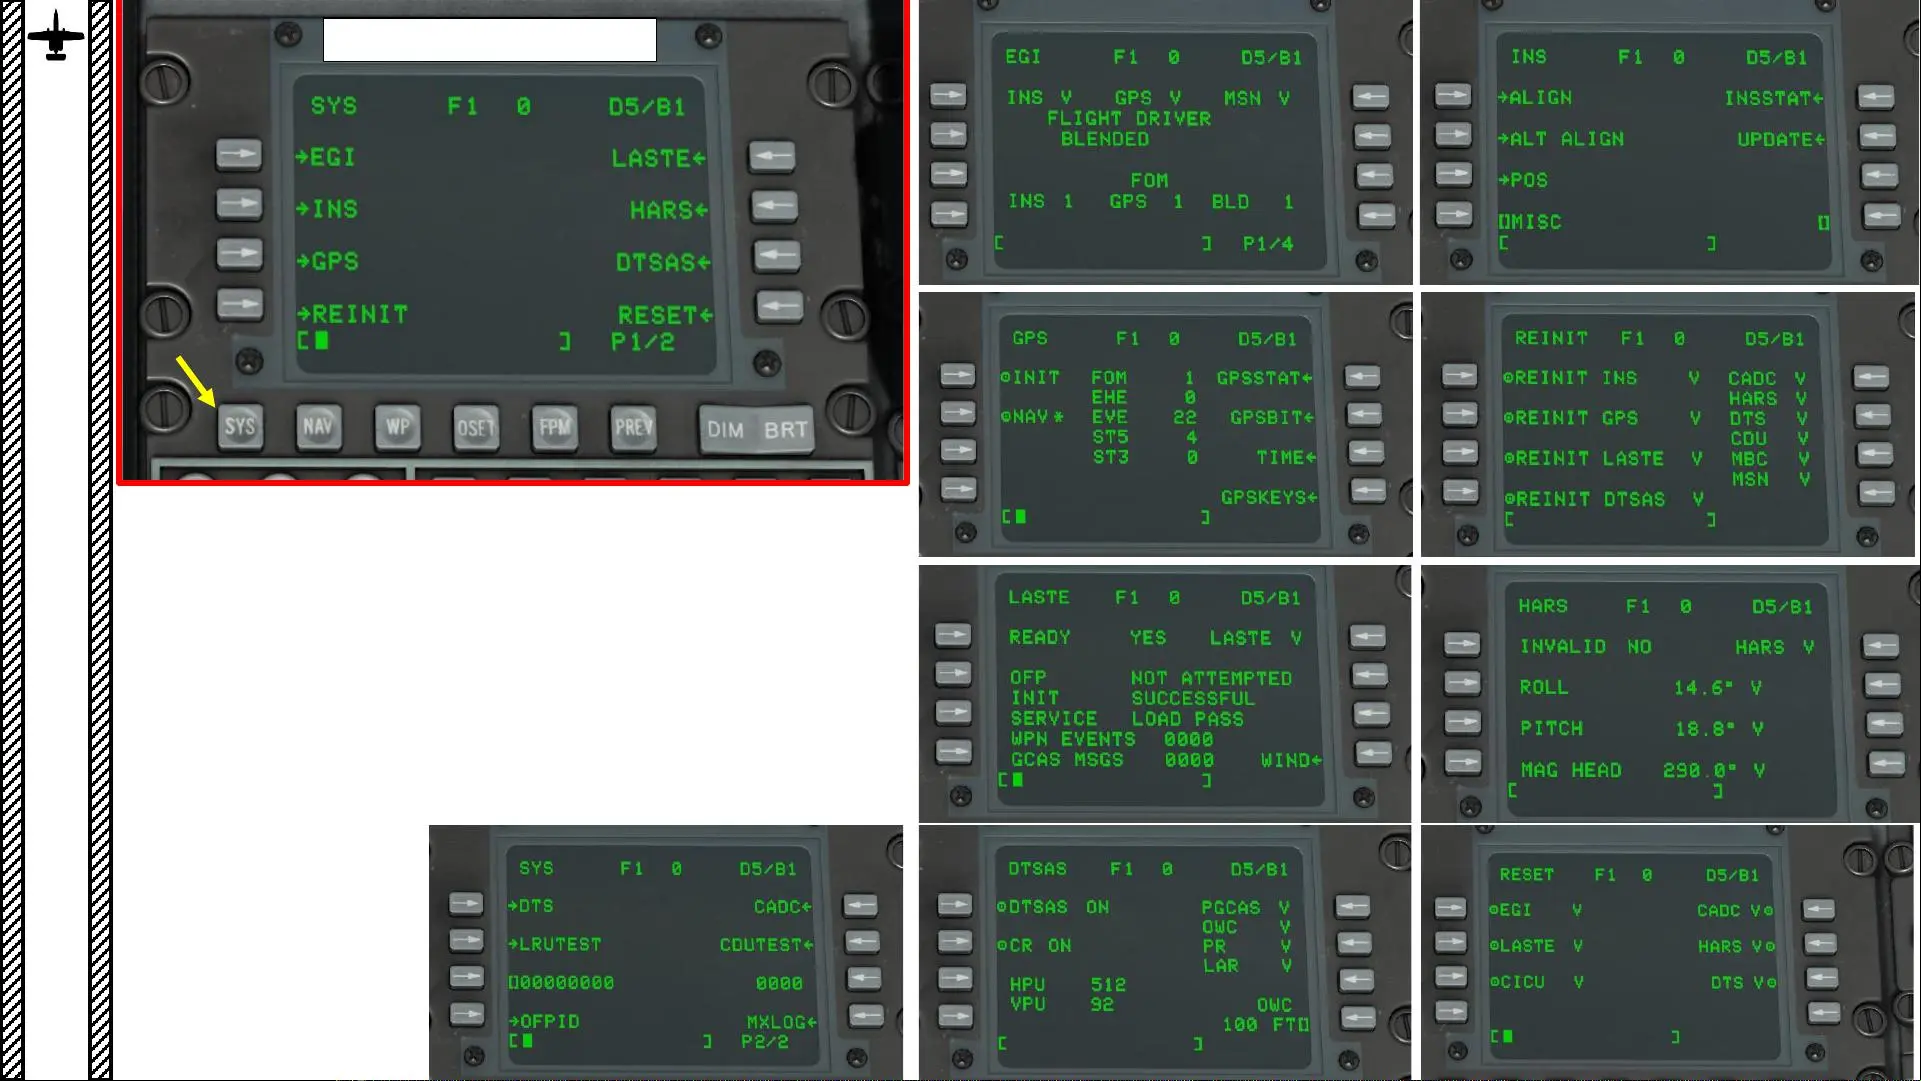 SYS F1 0 D5/B1
→EGI LASTE←
→INS HARS←
→GPS DTSAS←
→REINIT RESET←
[ ] P1/2
SYS NAV WP OSET FPM PREV DIM BRT
EGI F1 0 D5/B1
INS V GPS V MSN V
FLIGHT DRIVER
BLENDED
FOM
INS 1 GPS 1 BLD 1
[ ] P1/4
INS F1 0 D5/B1
→ALIGN INSSTAT←
→ALT ALIGN UPDATE←
→POS
[]MISC []
[ ]
GPS F1 0 D5/B1
⊙INIT FOM 1 GPSSTAT←
EHE 0
⊙NAV* EVE 22 GPSBIT←
ST5 4
ST3 0 TIME←
GPSKEYS←
[ ]
REINIT F1 0 D5/B1
⊙REINIT INS V CADC V
HARS V
⊙REINIT GPS V DTS V
CDU V
⊙REINIT LASTE V MBC V
MSN V
⊙REINIT DTSAS V
[ ]
LASTE F1 0 D5/B1
READY YES LASTE V
OFP NOT ATTEMPTED
INIT SUCCESSFUL
SERVICE LOAD PASS
WPN EVENTS 0000
GCAS MSGS 0000 WIND←
[ ]
HARS F1 0 D5/B1
INVALID NO HARS V
ROLL 14.6° V
PITCH 18.8° V
MAG HEAD 290.0° V
[ ]
SYS F1 0 D5/B1
→DTS CADC←
→LRUTEST CDUTEST←
[]00000000 0000
→OFPID MXLOG←
[ ] P2/2
DTSAS F1 0 D5/B1
⊙DTSAS ON PGCAS V
OWC V
⊙CR ON PR V
LAR V
HPU 512
VPU 92 OWC
100 FT[]
[ ]
RESET F1 0 D5/B1
⊙EGI V CADC V⊙
⊙LASTE V HARS V⊙
⊙CICU V DTS V⊙
[ ]